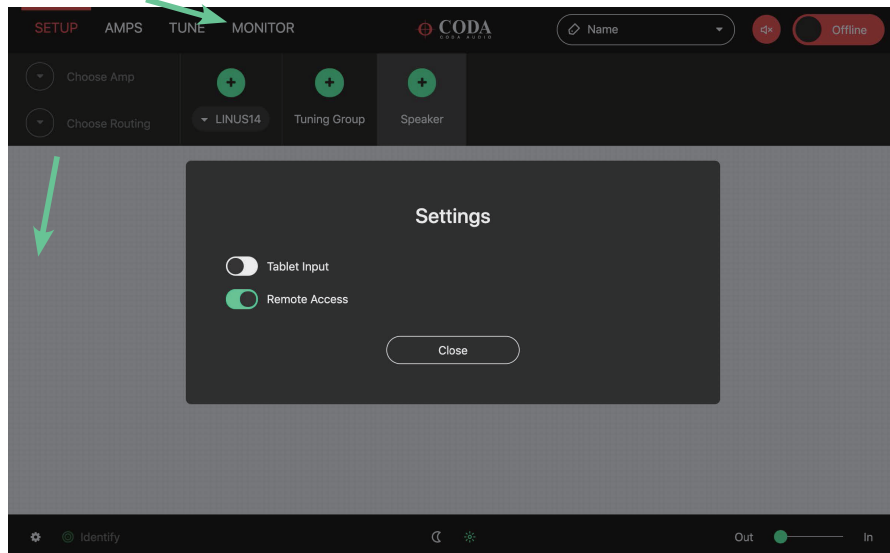 SETUP AMPS TUNE MONITOR CODA Name Offline
CODA AUDIO
Choose Amp
Choose Routing LINUS14 Tuning Group Speaker
Settings
Tablet Input
Remote Access
Close
Identify Out In